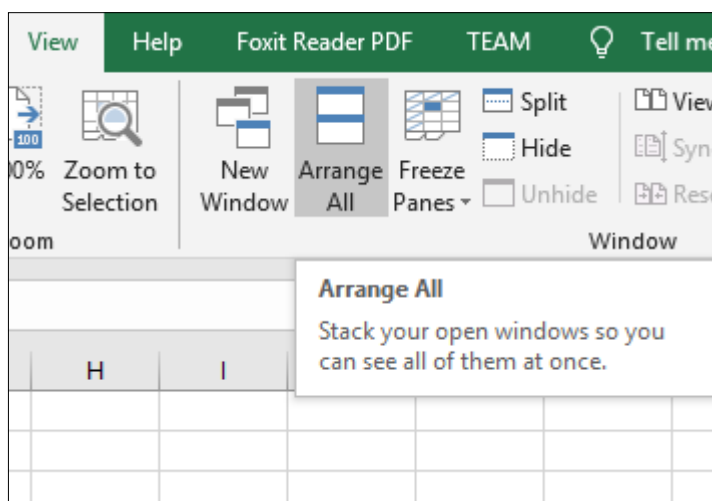 View Help Foxit Reader PDF TEAM Tell me
100
Split View
Hide
Zoom to New Arrange Freeze
Selection Window All Panes Unhide
Window
Arrange All
Stack your open windows so you
can see all of them at once.
H I